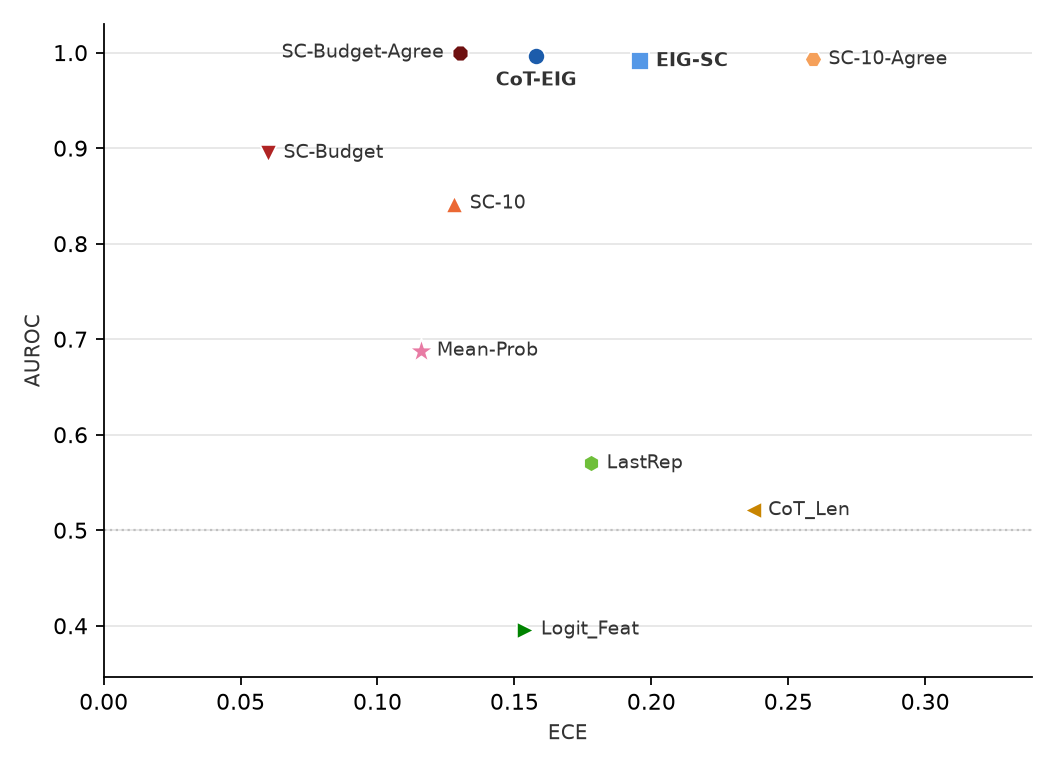 1.0
0.9
0.8
0.7
0.6
0.5
0.4
AUROC
SC-Budget-Agree
CoT-EIG
EIG-SC
SC-10-Agree
SC-Budget
SC-10
Mean-Prob
LastRep
CoT_Len
Logit_Feat
0.00 0.05 0.10 0.15 0.20 0.25 0.30
ECE